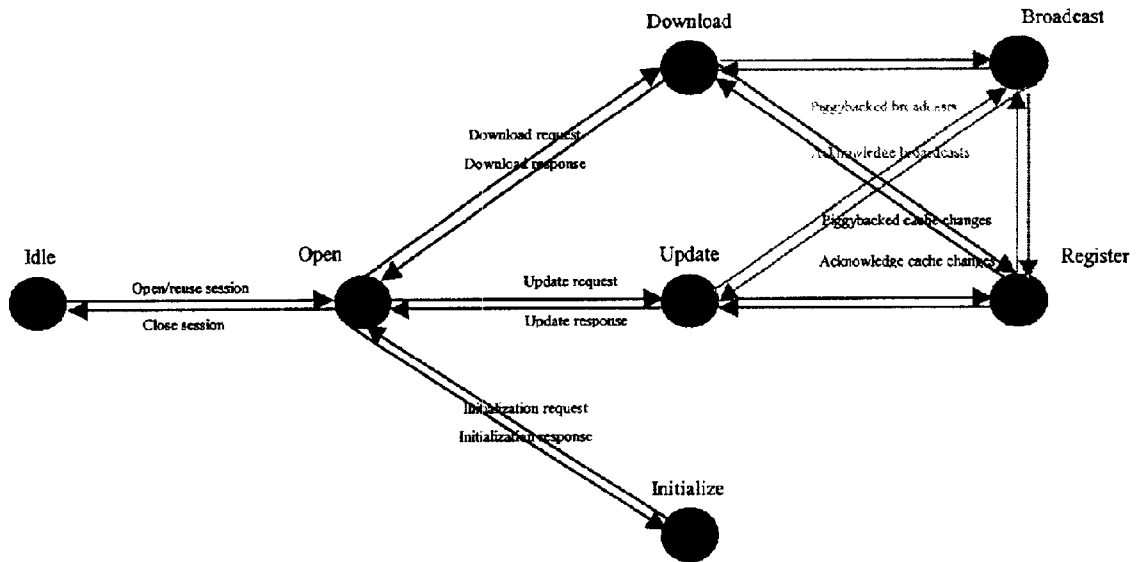 Download
Broadcast
Piggybacked broadcasts
Download request
Acknowledge broadcasts
Download response
Piggybacked cache changes
Idle
Open
Update
Register
Acknowledge cache changes
Open/reuse session
Update request
Close session
Update response
Initialization request
Initialization response
Initialize